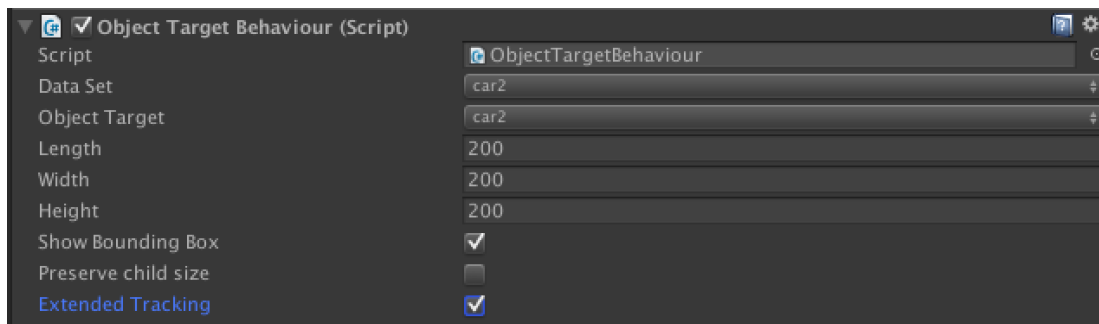 Object Target Behaviour (Script)
Script ObjectTargetBehaviour
Data Set car2
Object Target car2
Length 200
Width 200
Height 200
Show Bounding Box
Preserve child size
Extended Tracking